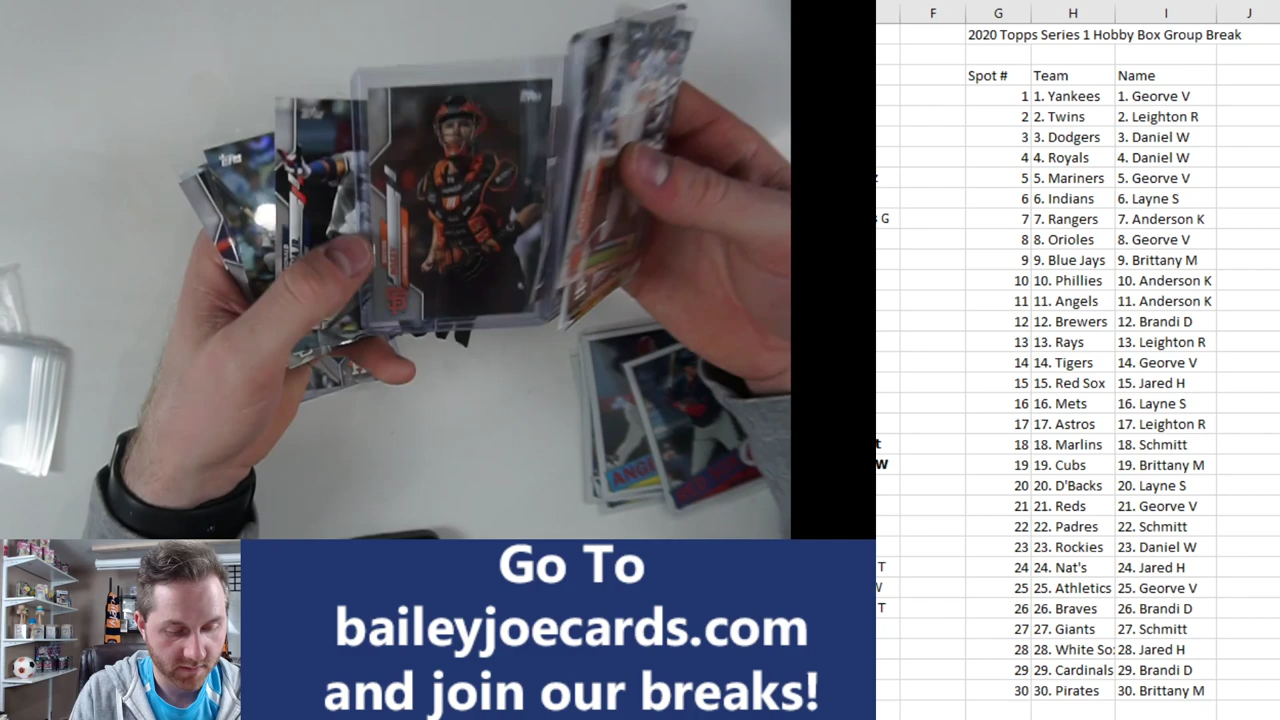 F G H I J
2020 Topps Series 1 Hobby Box Group Break
Spot # Team Name
1 1. Yankees 1. Georve V
2 2. Twins 2. Leighton R
3 3. Dodgers 3. Daniel W
4 4. Royals 4. Daniel W
5 5. Mariners 5. Georve V
6 6. Indians 6. Layne S
G 7 7. Rangers 7. Anderson K
8 8. Orioles 8. Georve V
9 9. Blue Jays 9. Brittany M
10 10. Phillies 10. Anderson K
11 11. Angels 11. Anderson K
12 12. Brewers 12. Brandi D
13 13. Rays 13. Leighton R
14 14. Tigers 14. Georve V
15 15. Red Sox 15. Jared H
16 16. Mets 16. Layne S
17 17. Astros 17. Leighton R
t 18 18. Marlins 18. Schmitt
W 19 19. Cubs 19. Brittany M
20 20. D'Backs 20. Layne S
21 21. Reds 21. Georve V
22 22. Padres 22. Schmitt
23 23. Rockies 23. Daniel W
T 24 24. Nat's 24. Jared H
25 25. Athletics 25. Georve V
T 26 26. Braves 26. Brandi D
27 27. Giants 27. Schmitt
28 28. White So 28. Jared H
29 29. Cardinals 29. Brandi D
30 30. Pirates 30. Brittany M
Topps
SF
ANGE
Go To
baileyjoecards.com
and join our breaks!